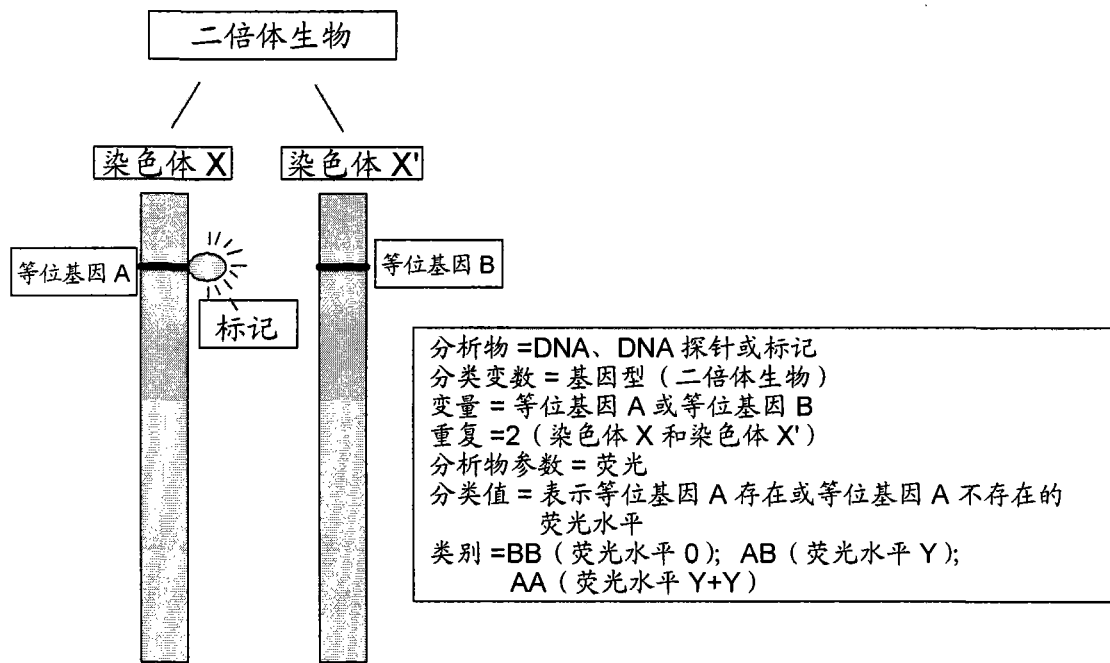 二倍体生物
染色体 X
染色体 X'
等位基因 A
等位基因 B
标记
分析物 =DNA、DNA 探针或标记
分类变数 = 基因型（二倍体生物）
变量 = 等位基因 A 或等位基因 B
重复 =2（染色体 X 和染色体 X'）
分析物参数 = 荧光
分类值 = 表示等位基因 A 存在或等位基因 A 不存在的
荧光水平
类别 =BB（荧光水平 0）; AB（荧光水平 Y）;
AA（荧光水平 Y+Y）